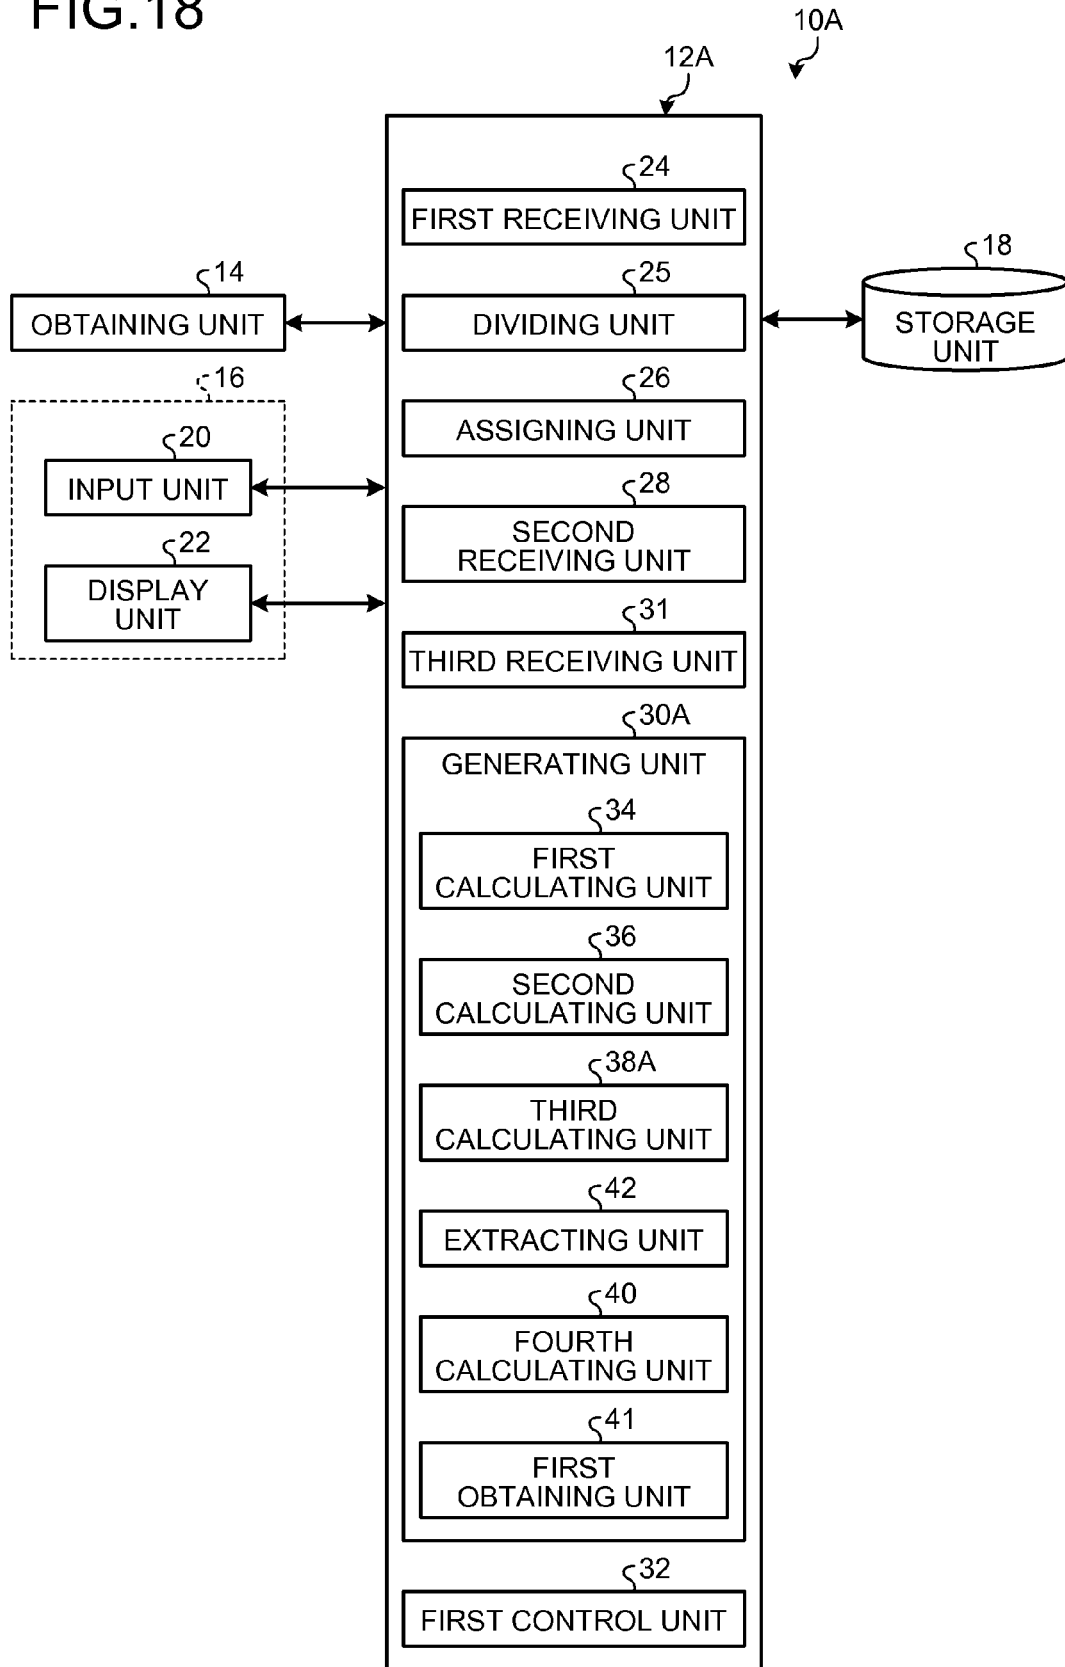 FIG.18
10A
12A
24
FIRST RECEIVING UNIT
14
OBTAINING UNIT
25
DIVIDING UNIT
18
STORAGE
UNIT
16
20
INPUT UNIT
22
DISPLAY
UNIT
26
ASSIGNING UNIT
28
SECOND
RECEIVING UNIT
31
THIRD RECEIVING UNIT
30A
GENERATING UNIT
34
FIRST
CALCULATING UNIT
36
SECOND
CALCULATING UNIT
38A
THIRD
CALCULATING UNIT
42
EXTRACTING UNIT
40
FOURTH
CALCULATING UNIT
41
FIRST
OBTAINING UNIT
32
FIRST CONTROL UNIT